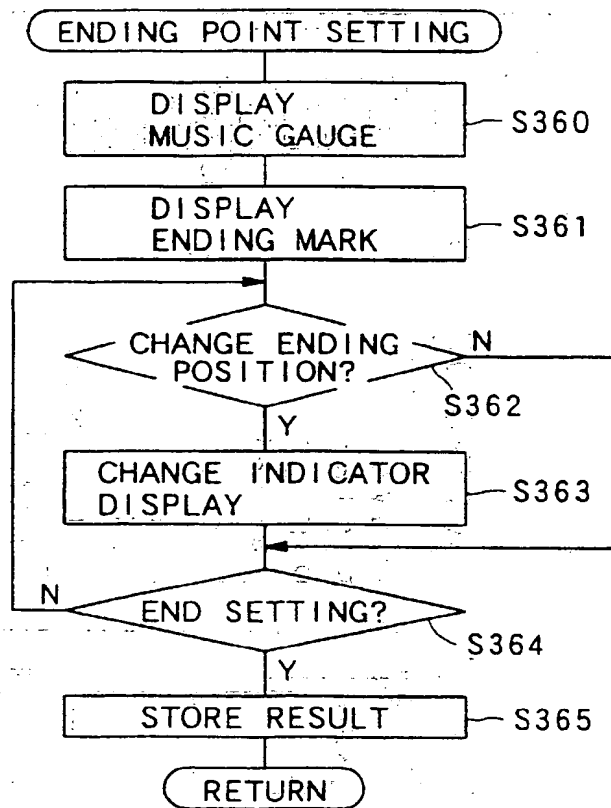 ENDING POINT SETTING
DISPLAY
MUSIC GAUGE
S360
DISPLAY
ENDING MARK
S361
CHANGE ENDING
POSITION?
N
S362
Y
CHANGE INDICATOR
DISPLAY
S363
N
END SETTING?
S364
Y
STORE RESULT
S365
RETURN